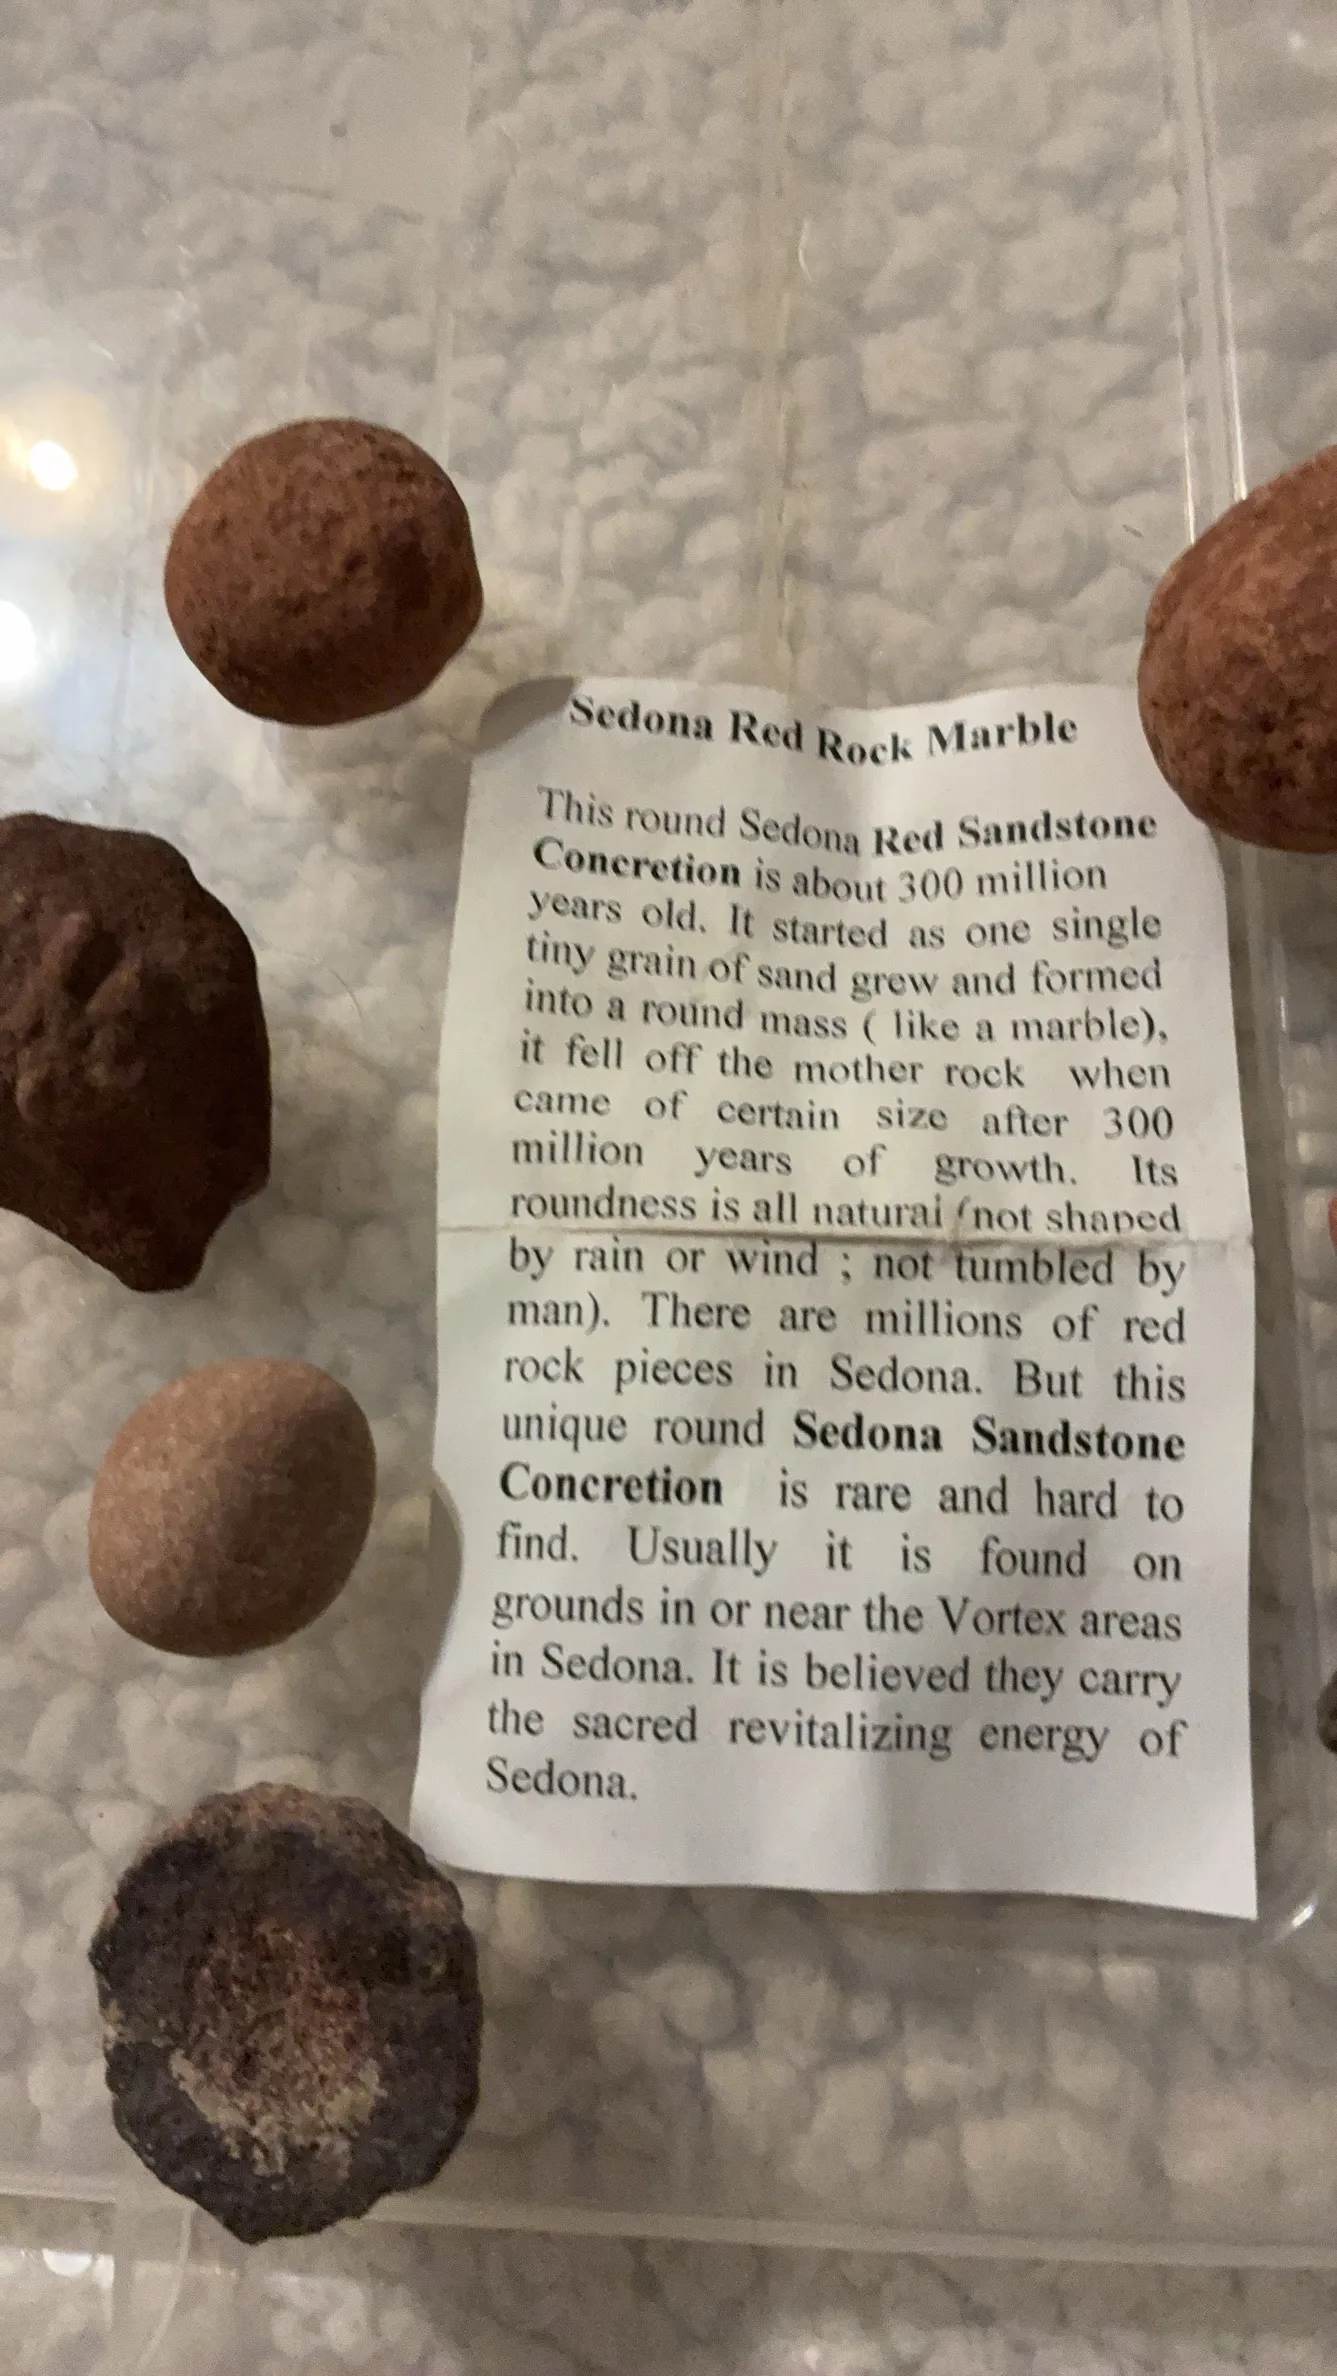 Sedona Red Rock Marble
This round Sedona Red Sandstone
Concretion is about 300 million
years old. It started as one single
tiny grain of sand grew and formed
into a round mass ( like a marble),
it fell off the mother rock when
came of certain size after 300
million years of growth. Its
roundness is all natural (not shaped
by rain or wind ; not tumbled by
man). There are millions of red
rock pieces in Sedona. But this
unique round Sedona Sandstone
Concretion is rare and hard to
find. Usually it is found on
grounds in or near the Vortex areas
in Sedona. It is believed they carry
the sacred revitalizing energy of
Sedona.